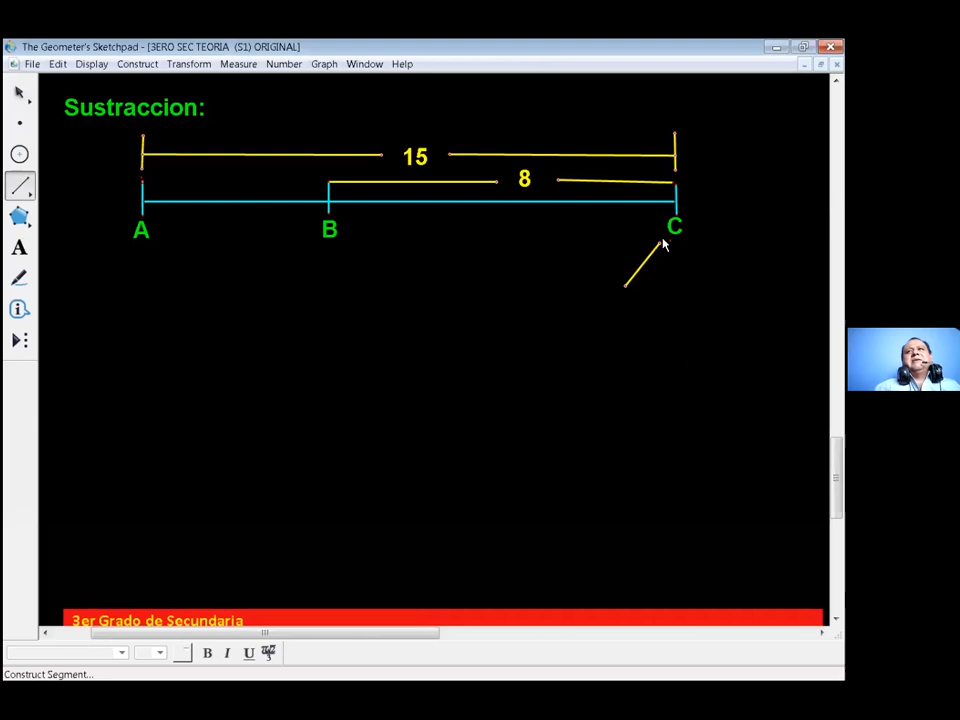 The Geometer's Sketchpad - [3ERO SEC TEORIA (S1) ORIGINAL]
File Edit Display Construct Transform Measure Number Graph Window Help
Sustraccion:
15
8
A B C
A
3er Grado de Secundaria
B I U
Construct Segment...